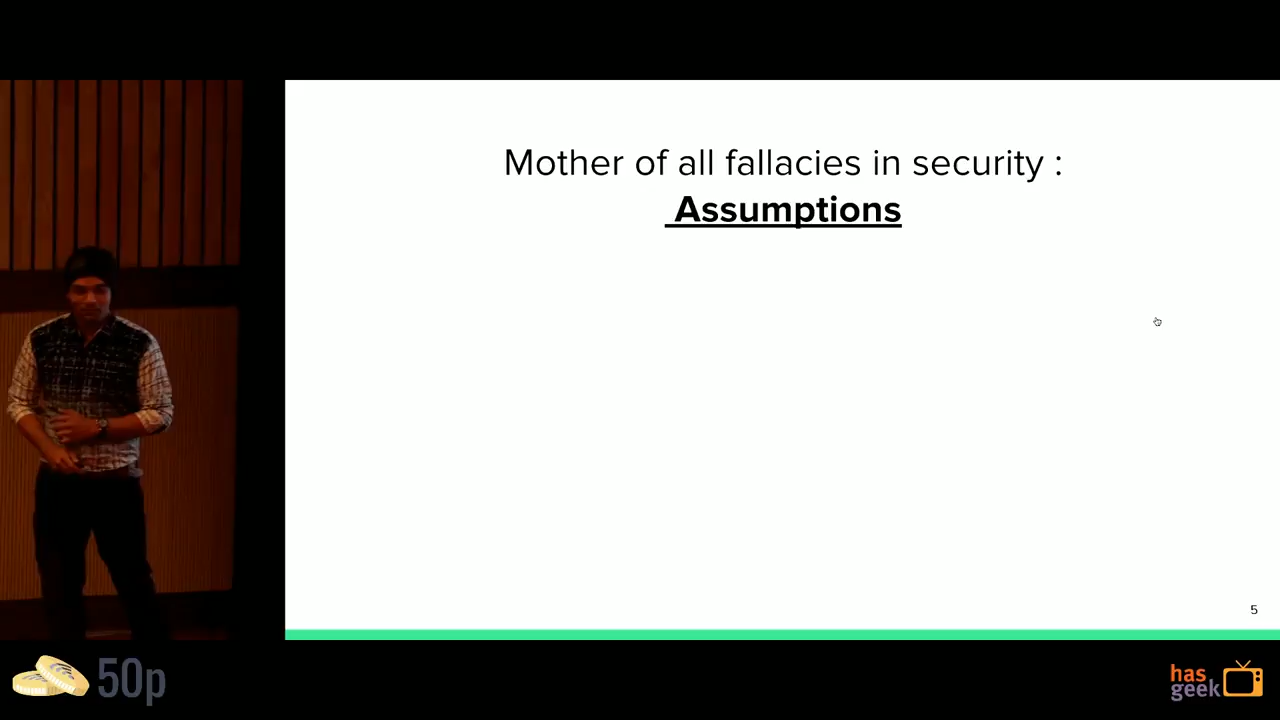 Mother of all fallacies in security :
Assumptions
5
50p
has
geek